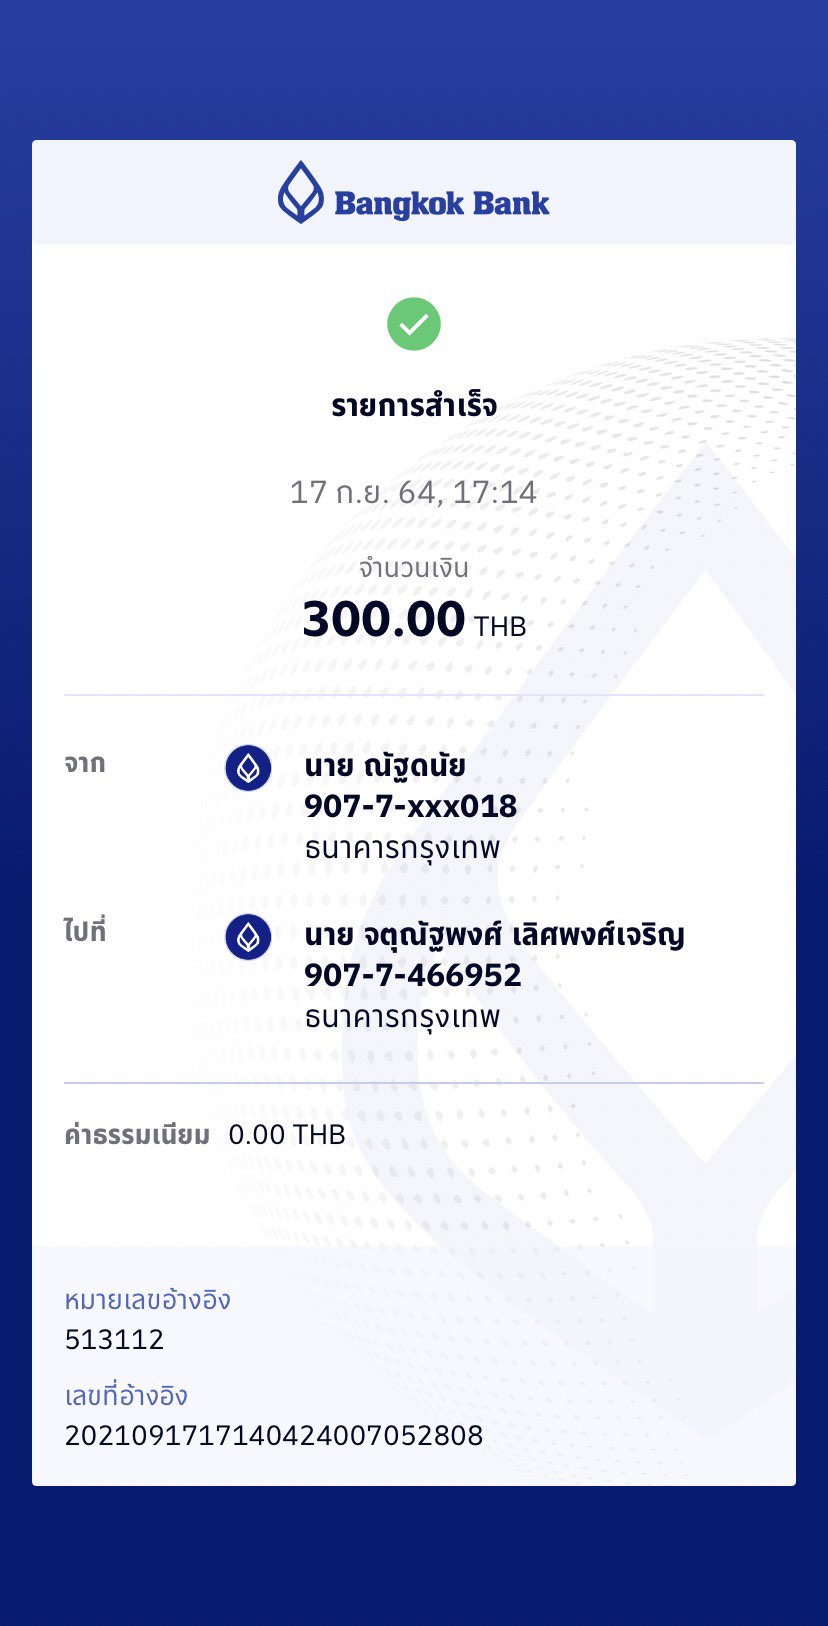 Bangkok Bank
รายการสำเร็จ
17 ก.ย. 64, 17:14
จำนวนเงิน
300.00 THB
จาก
นาย ณัฐดนัย
907-7-xxx018
ธนาคารกรุงเทพ
ไปที่
นาย จตุณัฐพงศ์ เลิศพงศ์เจริญ
907-7-466952
ธนาคารกรุงเทพ
ค่าธรรมเนียม 0.00 THB
หมายเลขอ้างอิง
513112
เลขที่อ้างอิง
2021091717140424007052808